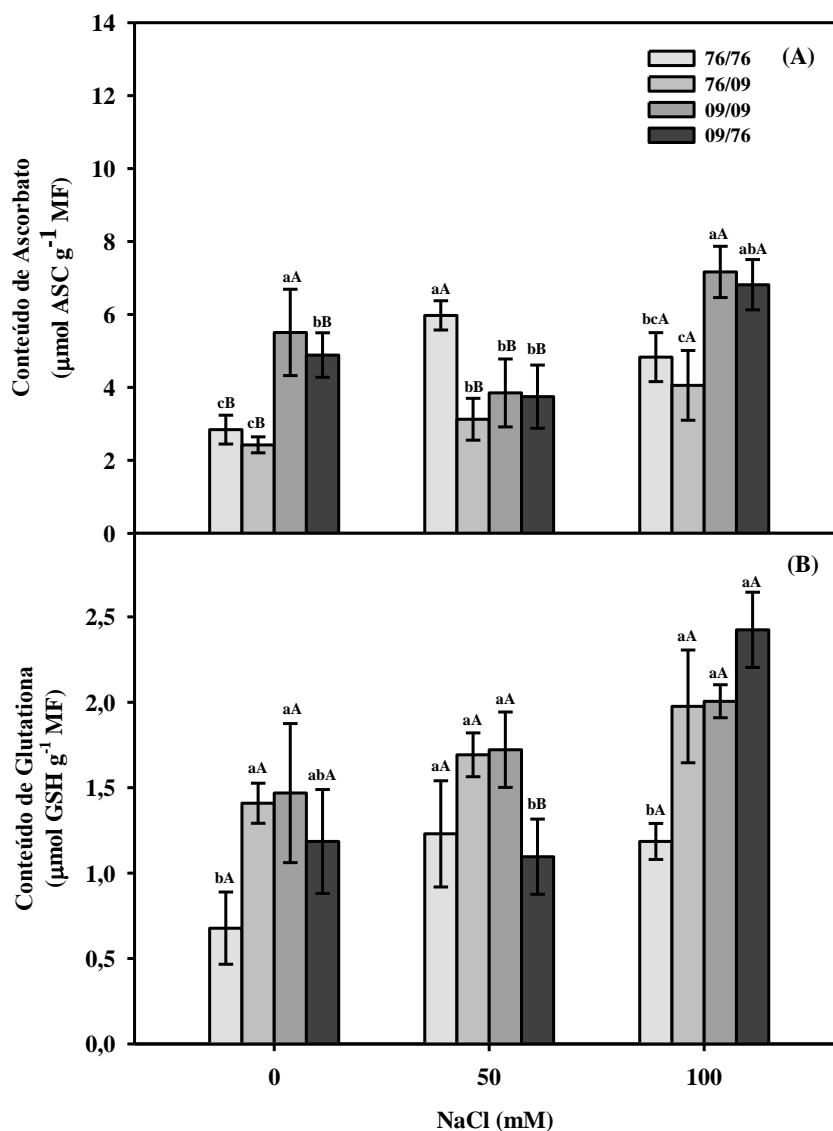 14
12
10
8
6
4
2
0
Conteúdo de Ascorbato
(µmol ASC g-1 MF)
(A)
76/76
76/09
09/09
09/76
cB
cB
aA
bB
aA
bB
bB
bB
bcA
cA
aA
abA
(B)
2,5
2,0
1,5
1,0
0,5
0,0
Conteúdo de Glutationa
(µmol GSH g-1 MF)
bA
aA
aA
abA
aA
aA
aA
bB
bA
aA
aA
aA
0 50 100
NaCl (mM)